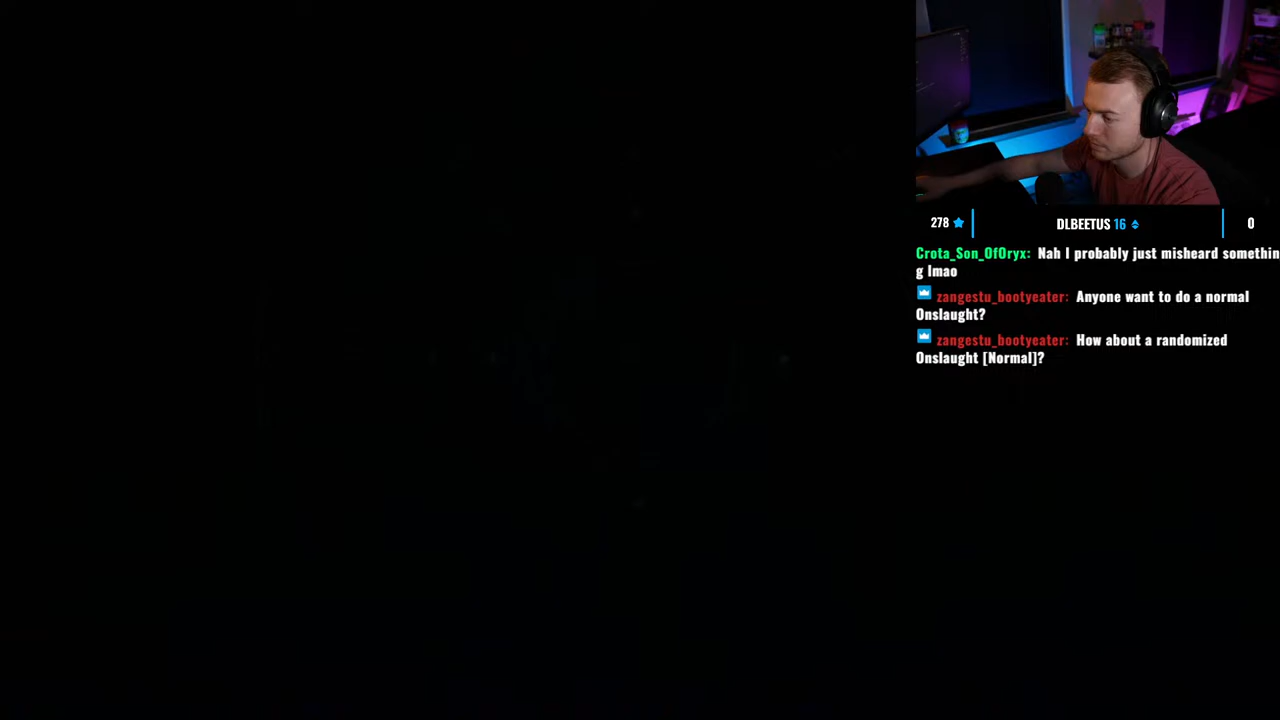 278
DLBEETUS 16
0
Crota_Son_OfOryx: Nah I probably just misheard somethin
g lmao
zangestu_bootyeater: Anyone want to do a normal
Onslaught?
zangestu_bootyeater: How about a randomized
Onslaught [Normal]?